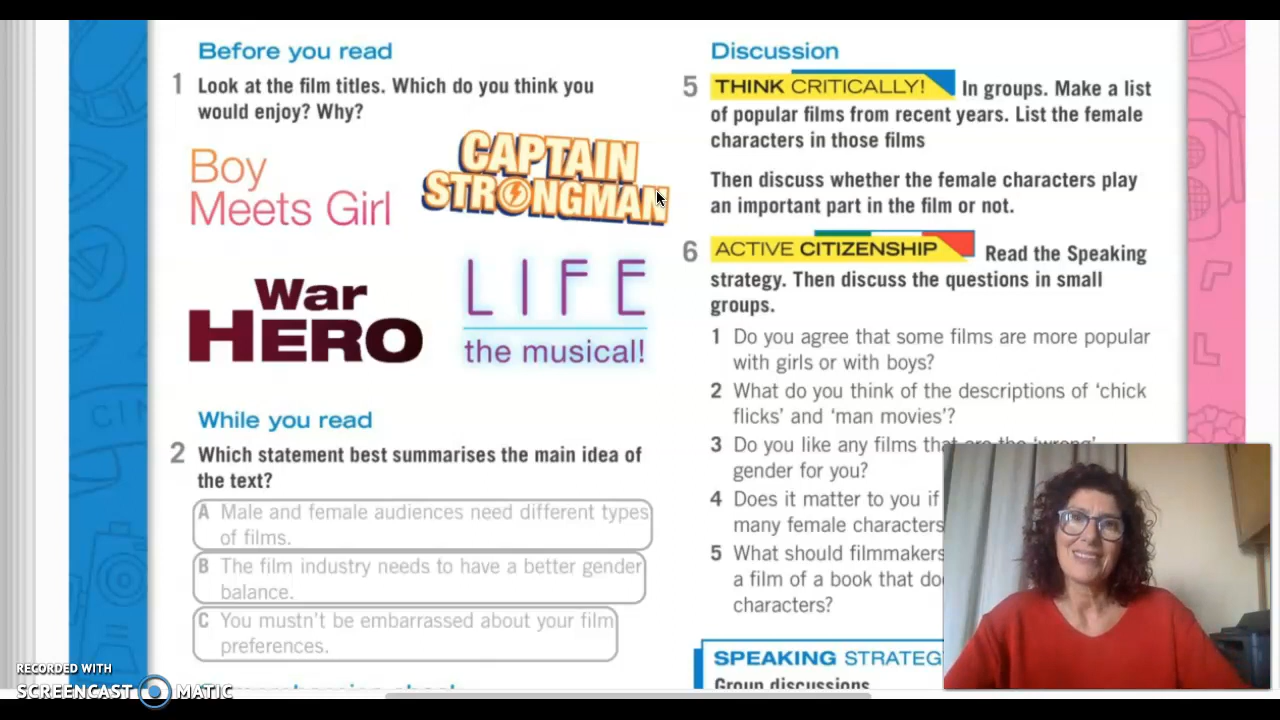 Before you read
1 Look at the film titles. Which do you think you
would enjoy? Why?
Boy
Meets Girl
CAPTAIN
STRONGMAN
War
HERO
LIFE
the musical!
While you read
2 Which statement best summarises the main idea of
the text?
A Male and female audiences need different types
of films.
B The film industry needs to have a better gender
balance.
C You mustn't be embarrassed about your film
preferences.
Discussion
5 THINK CRITICALLY! In groups. Make a list
of popular films from recent years. List the female
characters in those films
Then discuss whether the female characters play
an important part in the film or not.
6 ACTIVE CITIZENSHIP Read the Speaking
strategy. Then discuss the questions in small
groups.
1 Do you agree that some films are more popular
with girls or with boys?
2 What do you think of the descriptions of 'chick
flicks' and 'man movies'?
3 Do you like any films that are the 'wrong'
gender for you?
4 Does it matter to you if
many female characters
5 What should filmmakers
a film of a book that
characters?
SPEAKING
Group discussions
RECORDED WITH
SCREENCAST MATIC